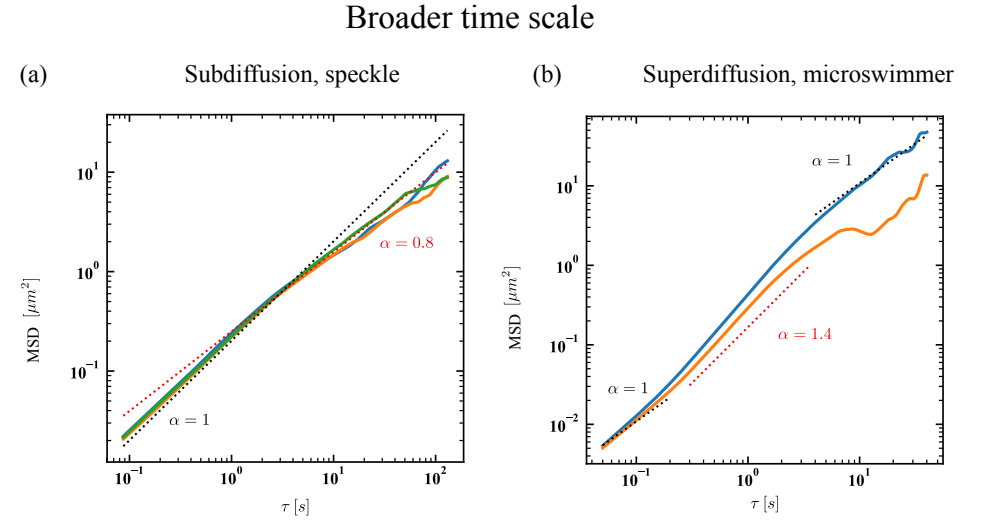 Broader time scale
(a) Subdiffusion, speckle
MSD [μm²]
10¹
10⁰
10⁻¹
α = 0.8
α = 1
10⁻¹ 10⁰ 10¹ 10²
τ [s]
(b) Superdiffusion, microswimmer
MSD [μm²]
10¹
10⁰
10⁻¹
10⁻²
α = 1
α = 1.4
α = 1
10⁻¹ 10⁰ 10¹
τ [s]